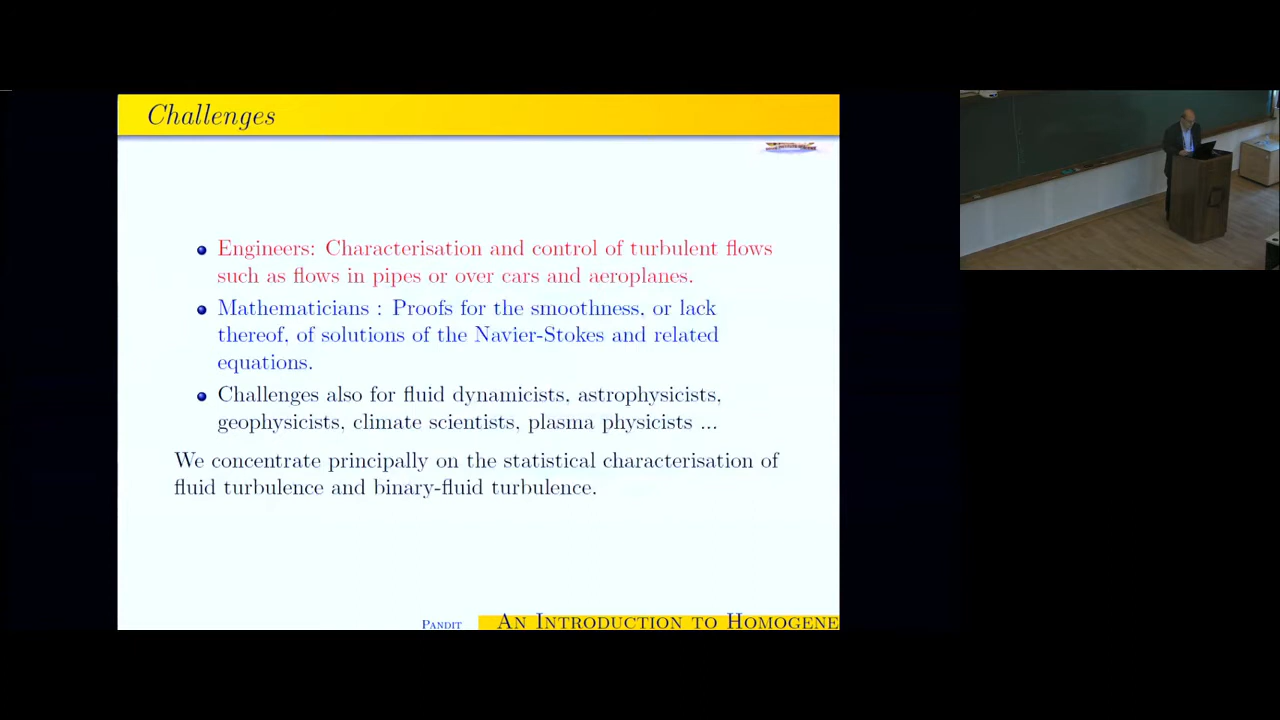 Challenges
Engineers: Characterisation and control of turbulent flows
such as flows in pipes or over cars and aeroplanes.
Mathematicians : Proofs for the smoothness, or lack
thereof, of solutions of the Navier-Stokes and related
equations.
Challenges also for fluid dynamicists, astrophysicists,
geophysicists, climate scientists, plasma physicists ...
We concentrate principally on the statistical characterisation of
fluid turbulence and binary-fluid turbulence.
Pandit
An Introduction to Homogene